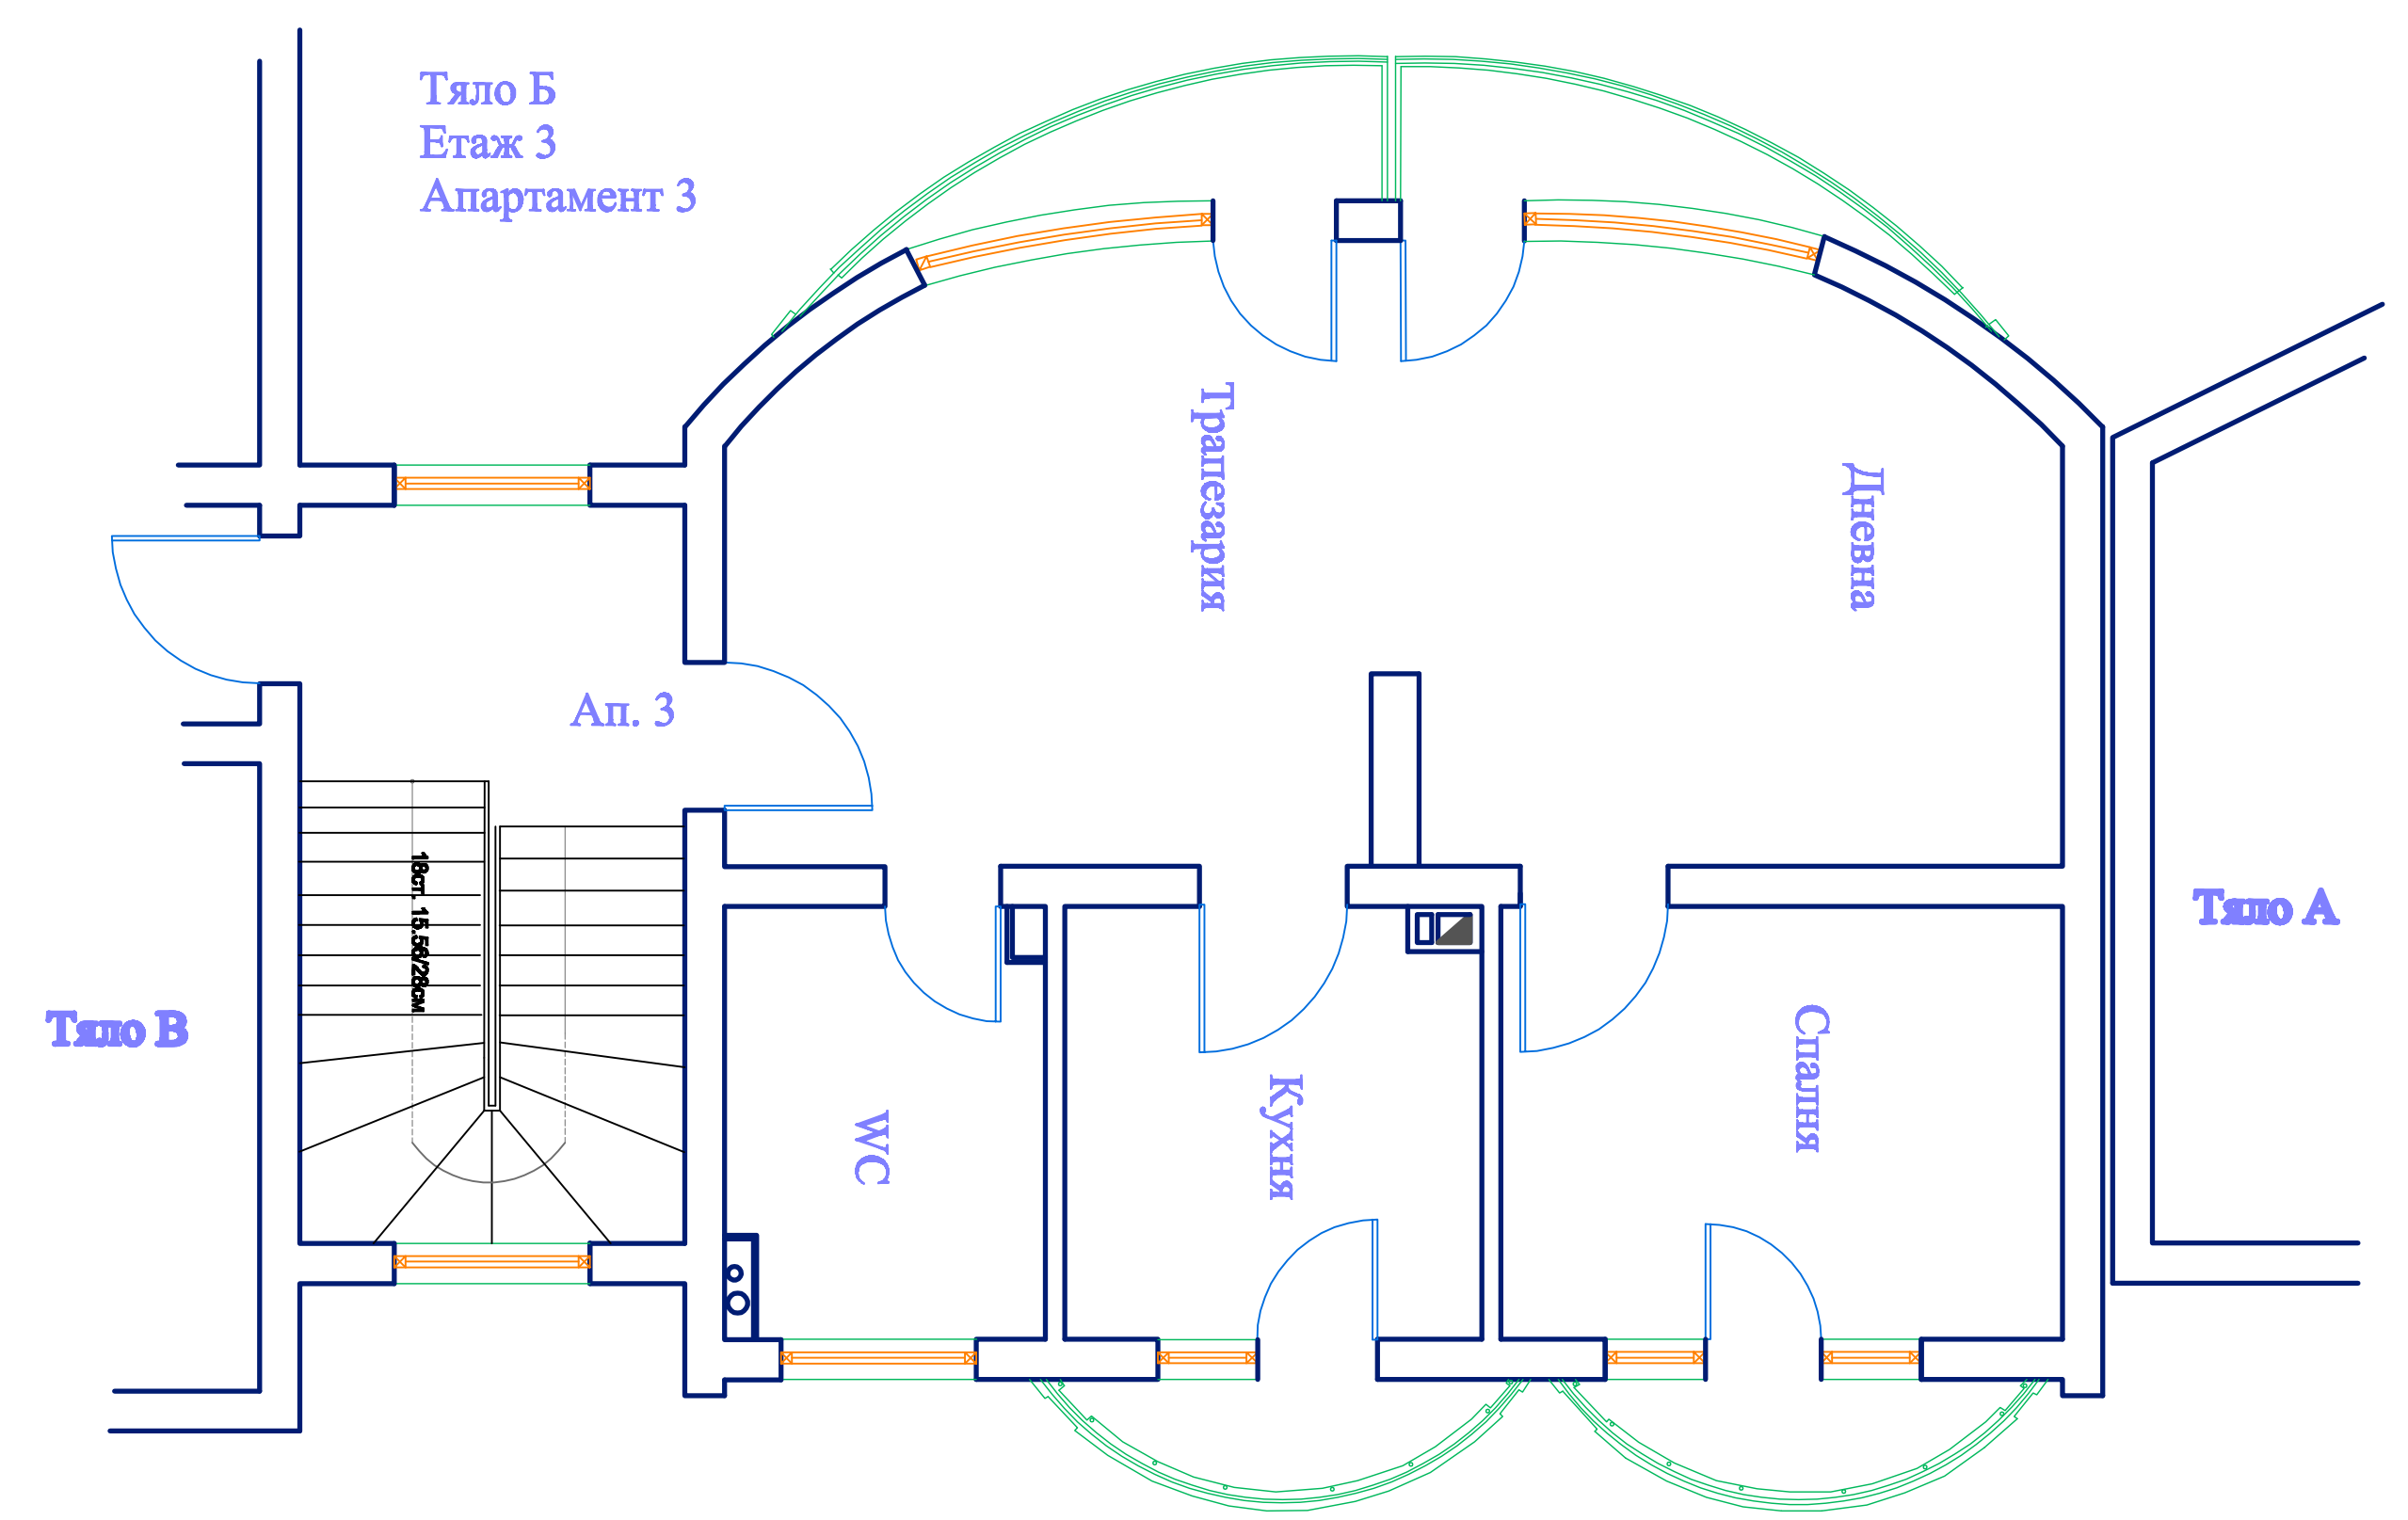 Тяло Б
Етаж 3
Апартамент 3
Трапезария
Дневна
Ап. 3
18ст. 15.56/28см
Тяло А
Тяло В
Спалня
Кухня
WC